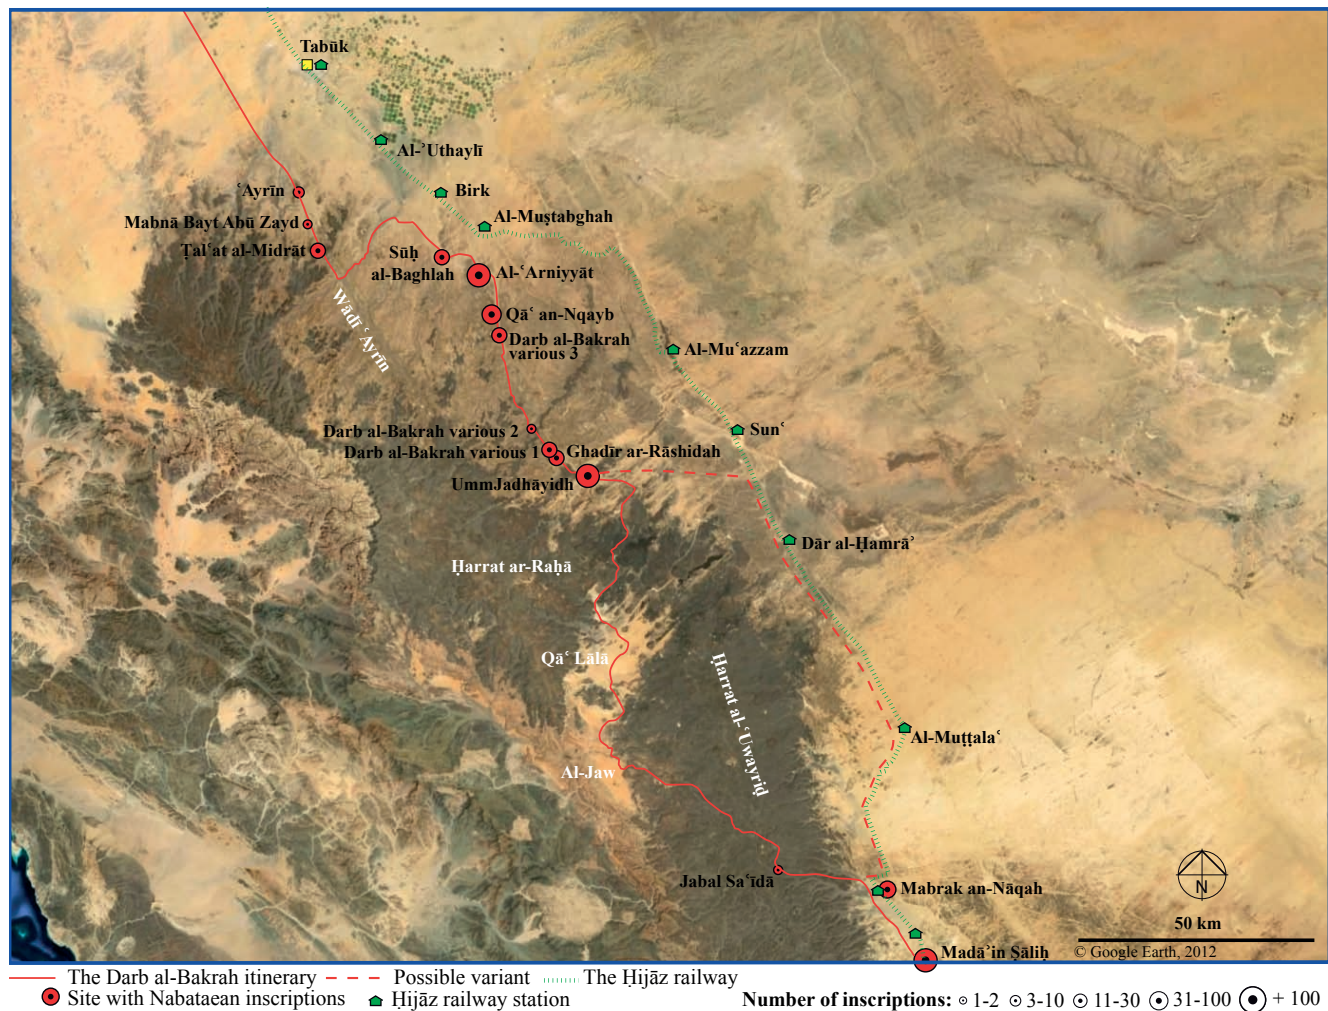 Tabūk
Al-ʾUthaylī
ʿAyrīn
Birk
Mabnā Bayt Abū Zayd
Al-Muṣtabghah
Ṭalʿat al-Midrāt
Sūḥ
al-Baghlah
Al-ʿArniyyāt
Wādī ʿAyrīn
Qāʿ an-Nqayb
Darb al-Bakrah
various 3
Al-Muʿazzam
Darb al-Bakrah various 2
Sunʿ
Darb al-Bakrah various 1
Ghadīr ar-Rāshidah
UmmJadhāyidh
Dār al-Ḥamrāʾ
Ḥarrat ar-Raḥā
Qāʿ Lālā
Ḥarrat al-ʿUwayriḍ
Al-Muṭṭalaʿ
Al-Jaw
Jabal Saʿīdā
Mabrak an-Nāqah
N
50 km
Madāʾin Ṣāliḥ
© Google Earth, 2012
The Darb al-Bakrah itinerary
Possible variant
The Ḥijāz railway
Site with Nabataean inscriptions
Hijāz railway station
Number of inscriptions: 1-2 3-10 11-30 31-100 + 100